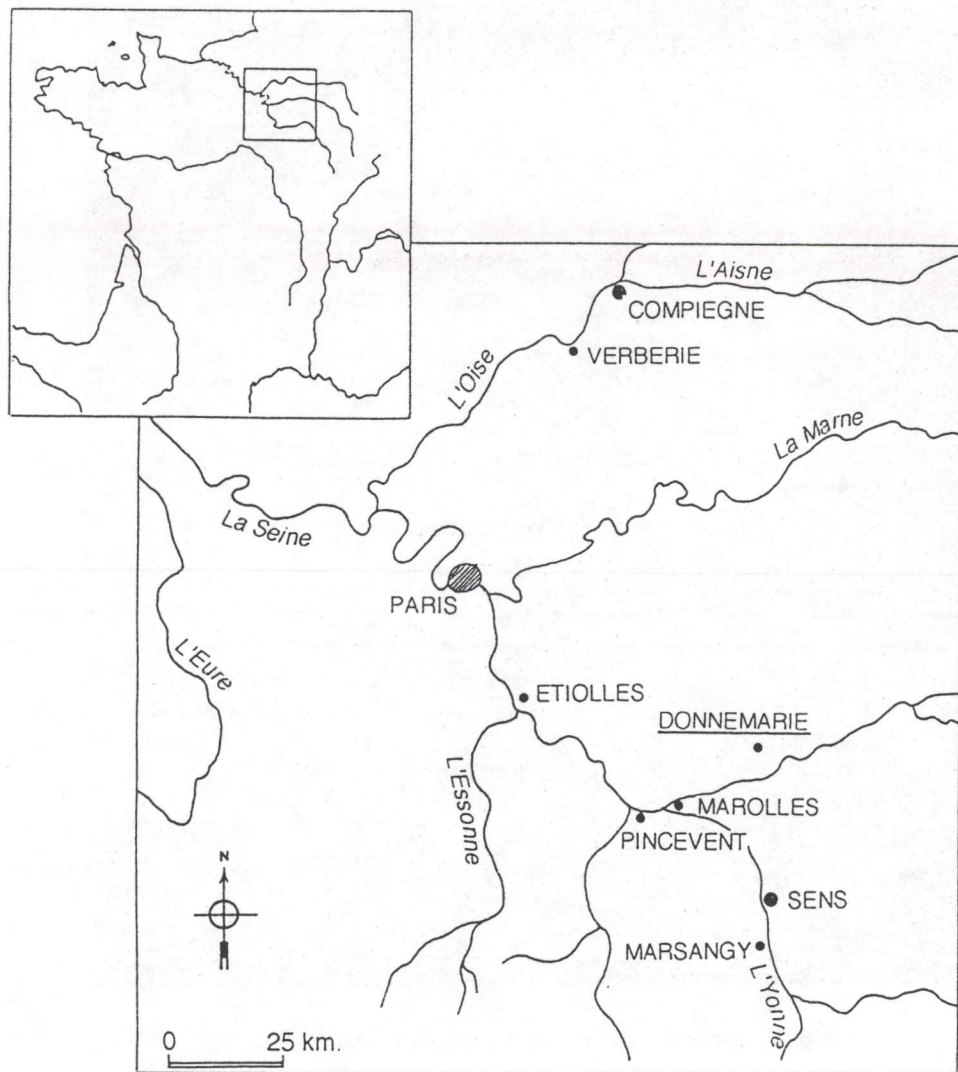 L'Aisne
COMPIEGNE
VERBERIE
L'Oise
La Marne
La Seine
PARIS
L'Eure
ETIOLLES
DONNEMARIE
L'Essonne
MAROLLES
PINCEVENT
N
SENS
MARSANGY
L'Yonne
0 25 km.